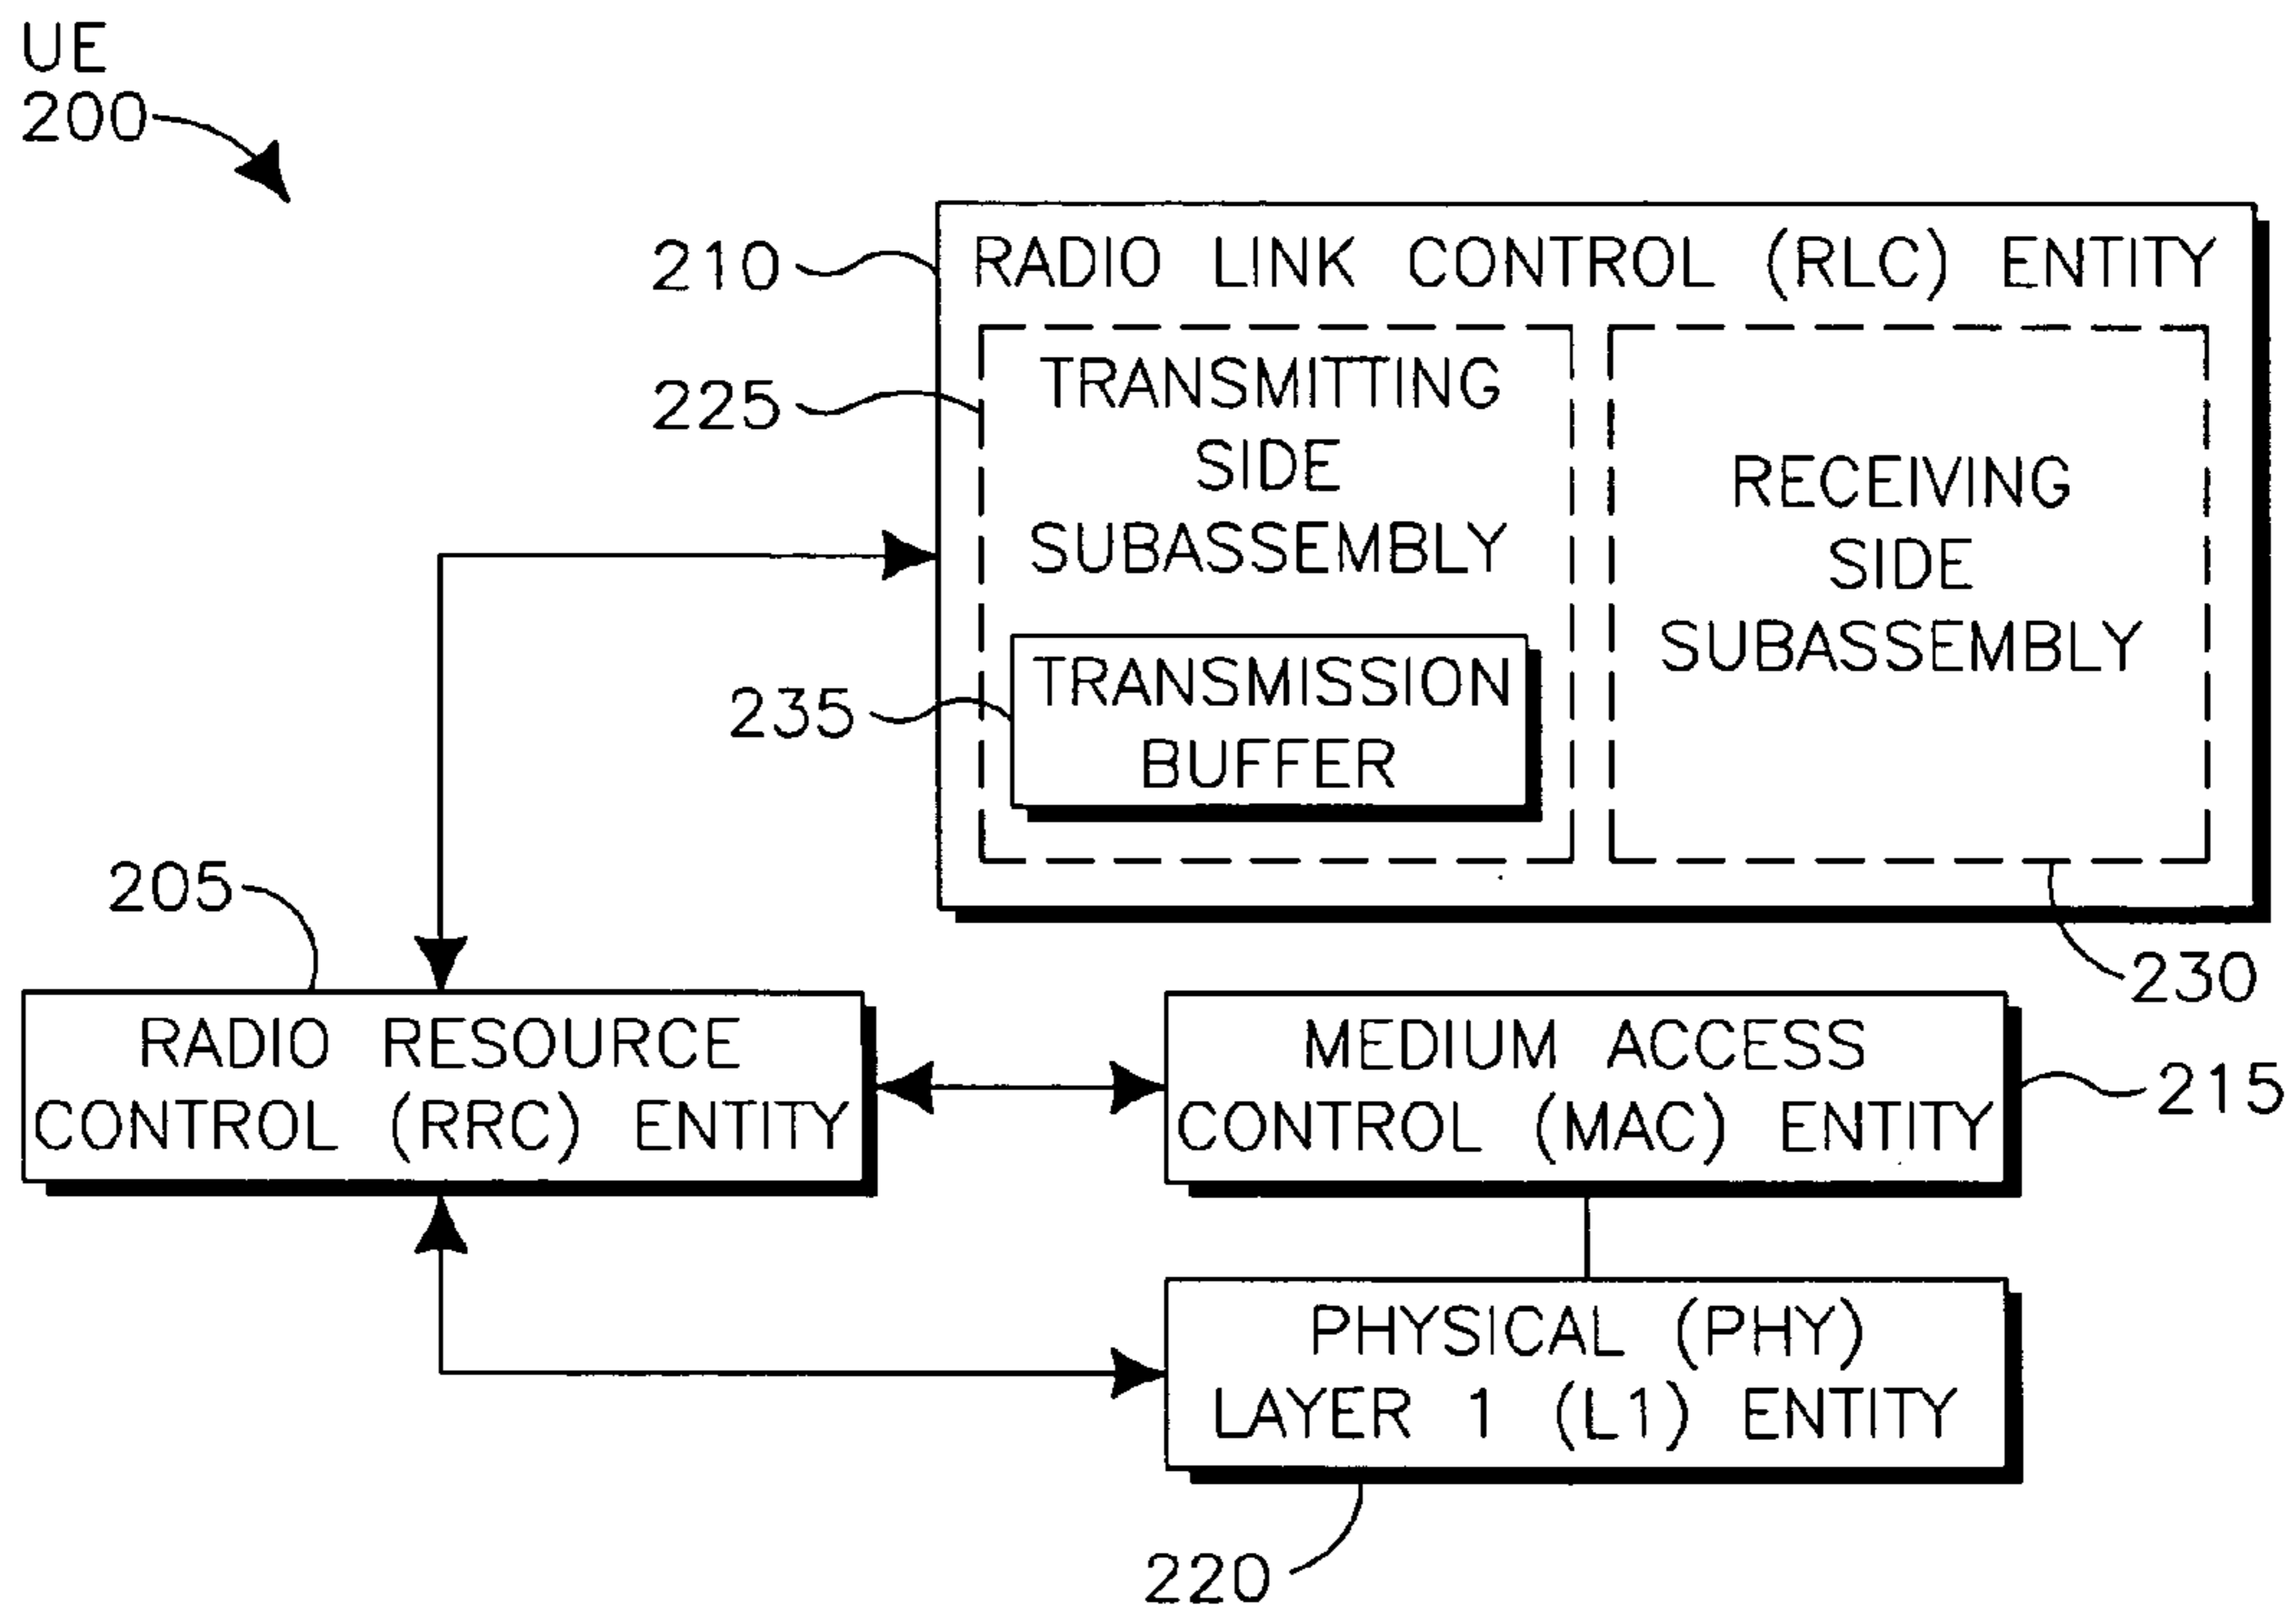 UE
200
210
RADIO LINK CONTROL (RLC) ENTITY
225
TRANSMITTING
SIDE
SUBASSEMBLY
RECEIVING
SIDE
SUBASSEMBLY
235
TRANSMISSION
BUFFER
205
230
RADIO RESOURCE
CONTROL (RRC) ENTITY
MEDIUM ACCESS
CONTROL (MAC) ENTITY
215
PHYSICAL (PHY)
LAYER 1 (L1) ENTITY
220